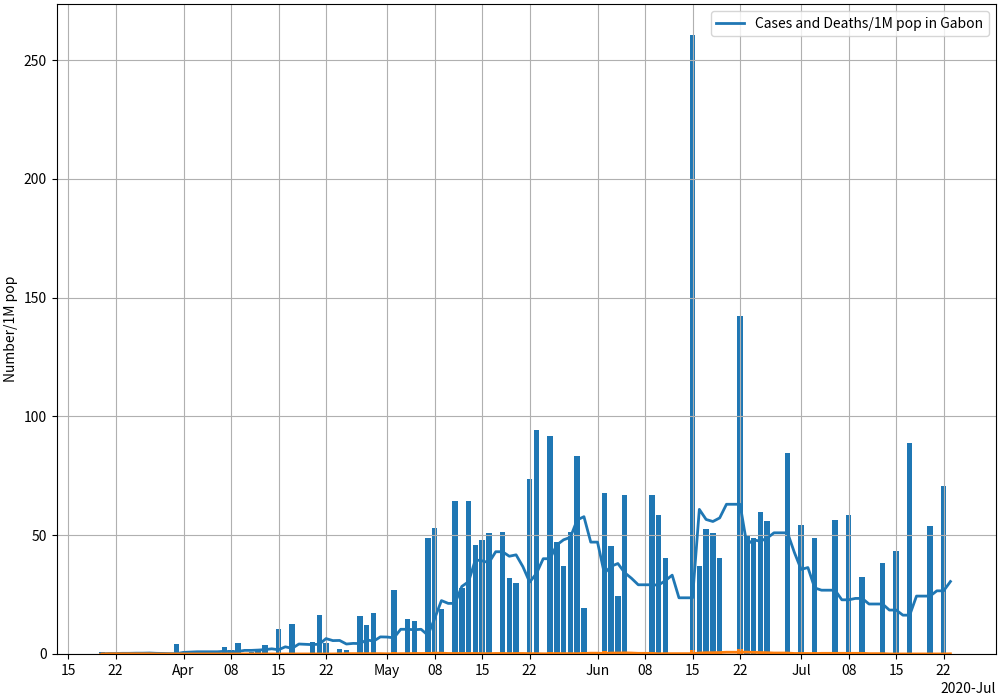 Cases and Deaths/1M pop in Gabon
Number/1M pop
250
200
150
100
50
0
15 22 Apr 08 15 22 May 08 15 22 Jun 08 15 22 Jul 08 15 22
2020-Jul